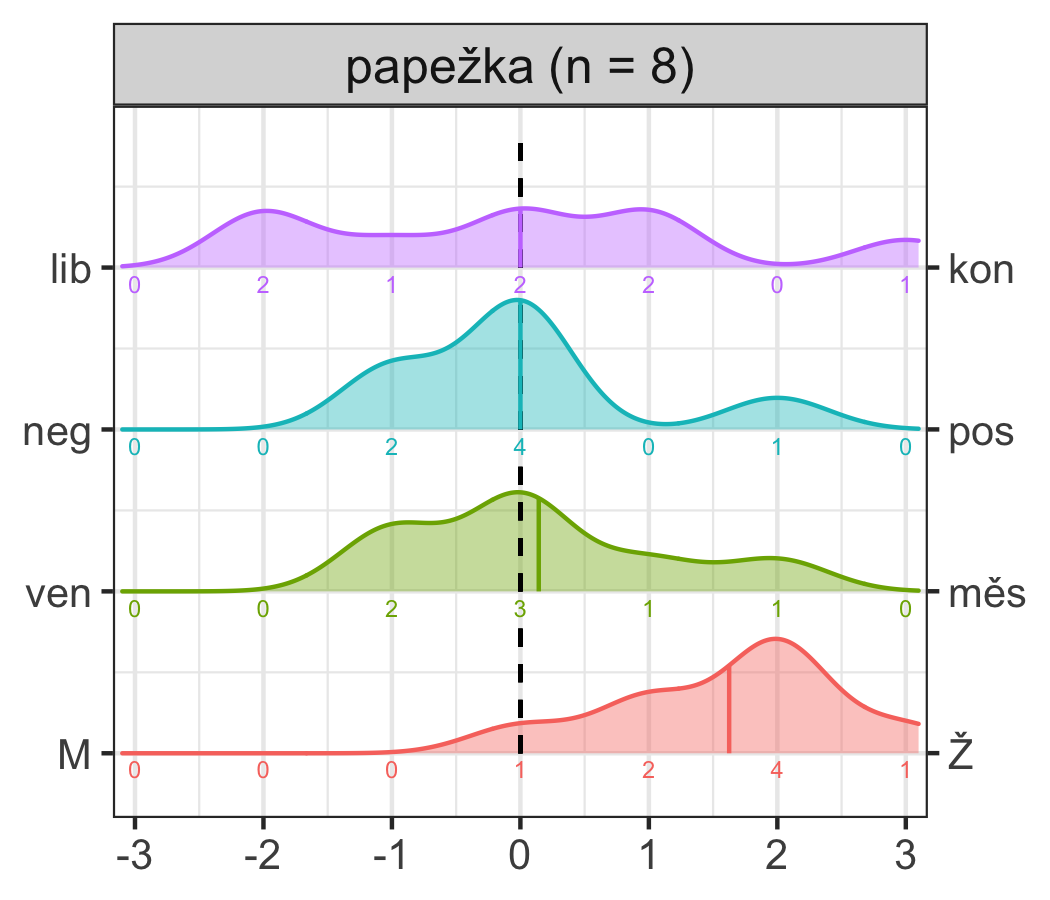 papežka (n = 8)
lib kon
0 2 1 2 2 0 1
neg pos
0 0 2 4 0 1 0
ven měs
0 0 2 3 1 1 0
M Ž
0 0 0 1 2 4 1
-3 -2 -1 0 1 2 3